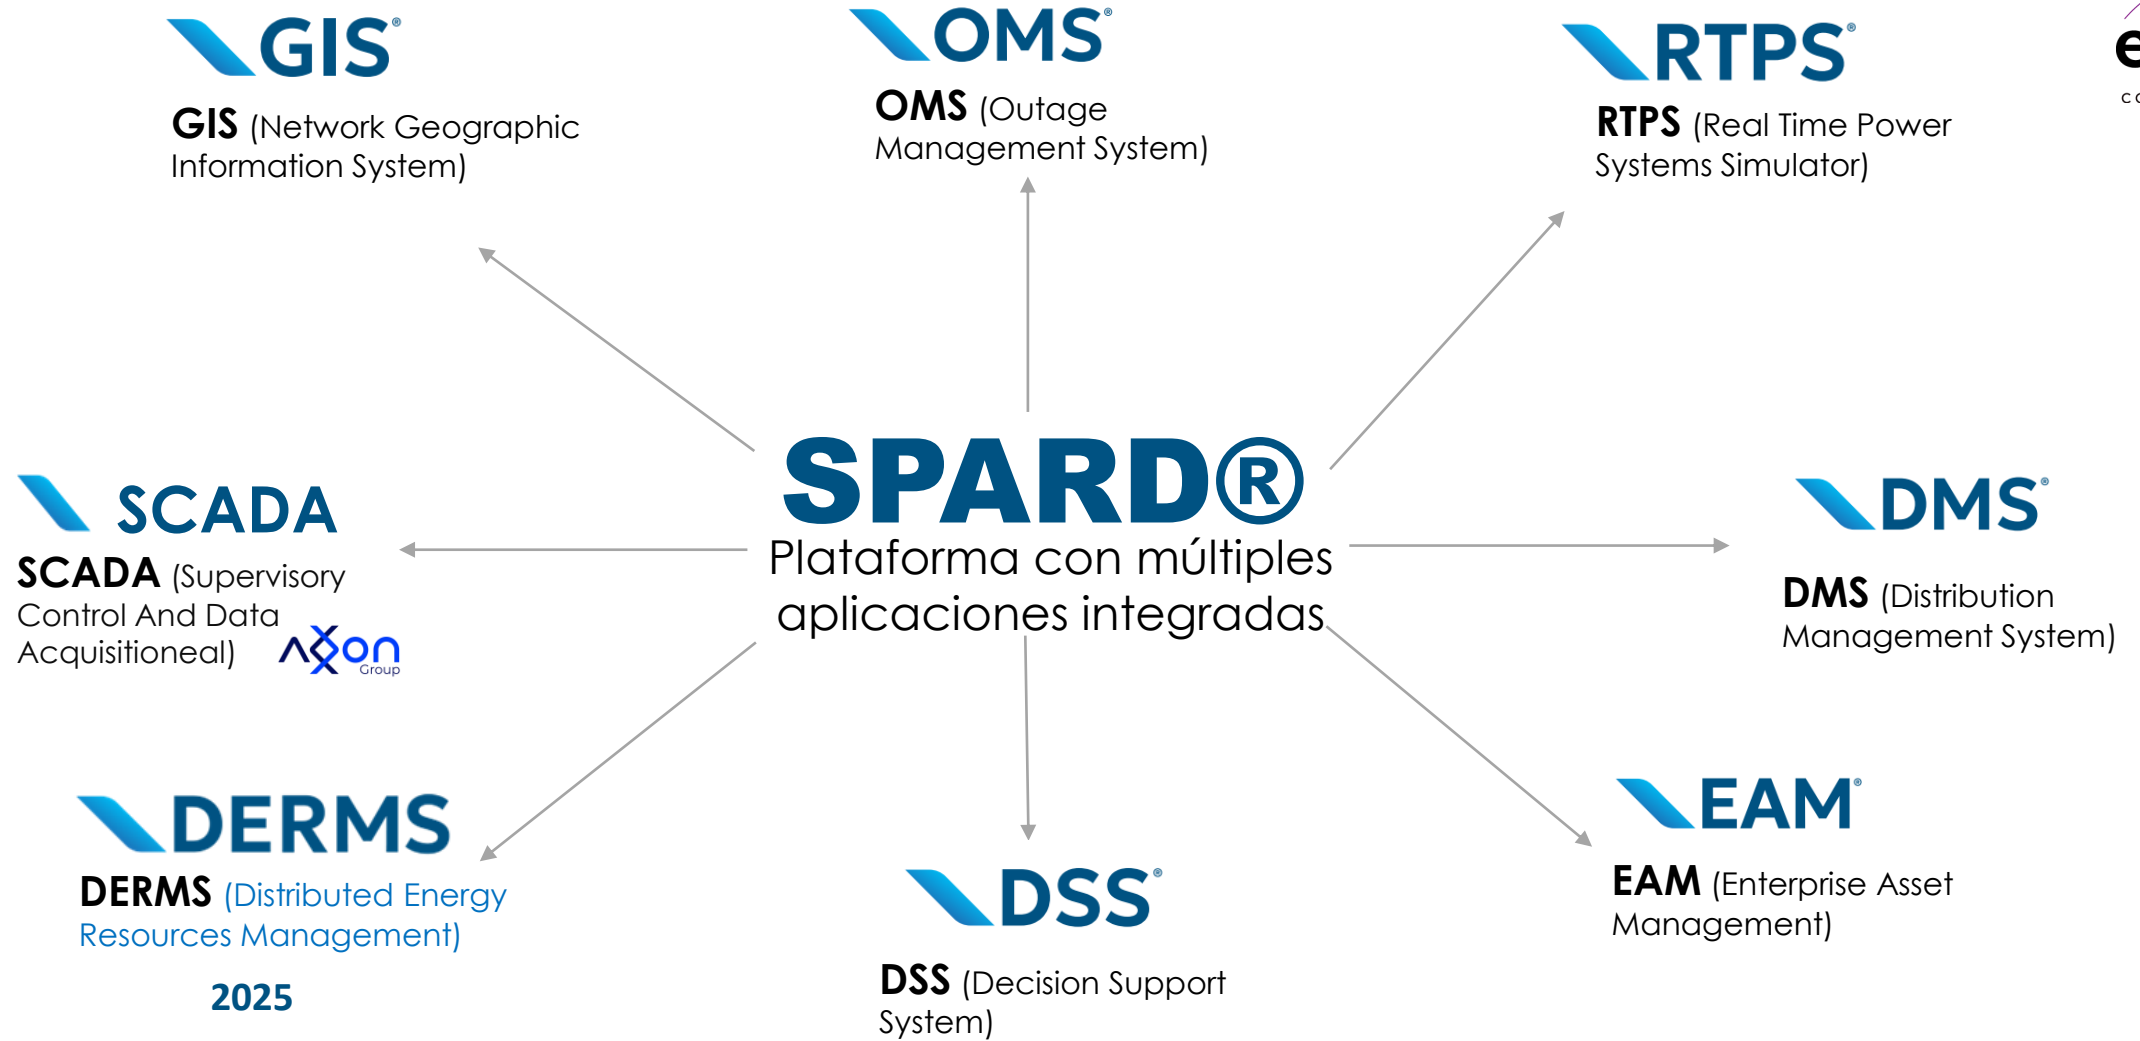 GIS®
GIS (Network Geographic
Information System)
OMS®
OMS (Outage
Management System)
RTPS®
RTPS (Real Time Power
Systems Simulator)
SPARD®
Plataforma con múltiples
aplicaciones integradas
SCADA
SCADA (Supervisory
Control And Data
Acquisitioneal)
Axon
Group
DMS®
DMS (Distribution
Management System)
DERMS
DERMS (Distributed Energy
Resources Management)
2025
DSS®
DSS (Decision Support
System)
EAM®
EAM (Enterprise Asset
Management)